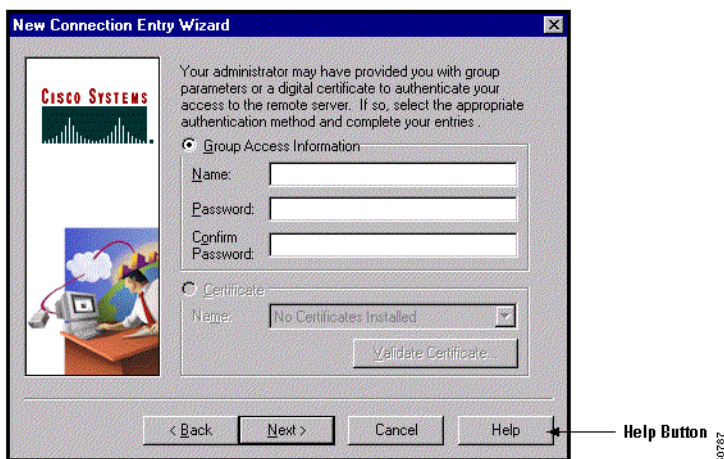 New Connection Entry Wizard
CISCO SYSTEMS
Your administrator may have provided you with group
parameters or a digital certificate to authenticate your
access to the remote server. If so, select the appropriate
authentication method and complete your entries .
Group Access Information
Name:
Password:
Confirm
Password:
Certificate
Name: No Certificates Installed
Validate Certificate...
< Back Next > Cancel Help
Help Button